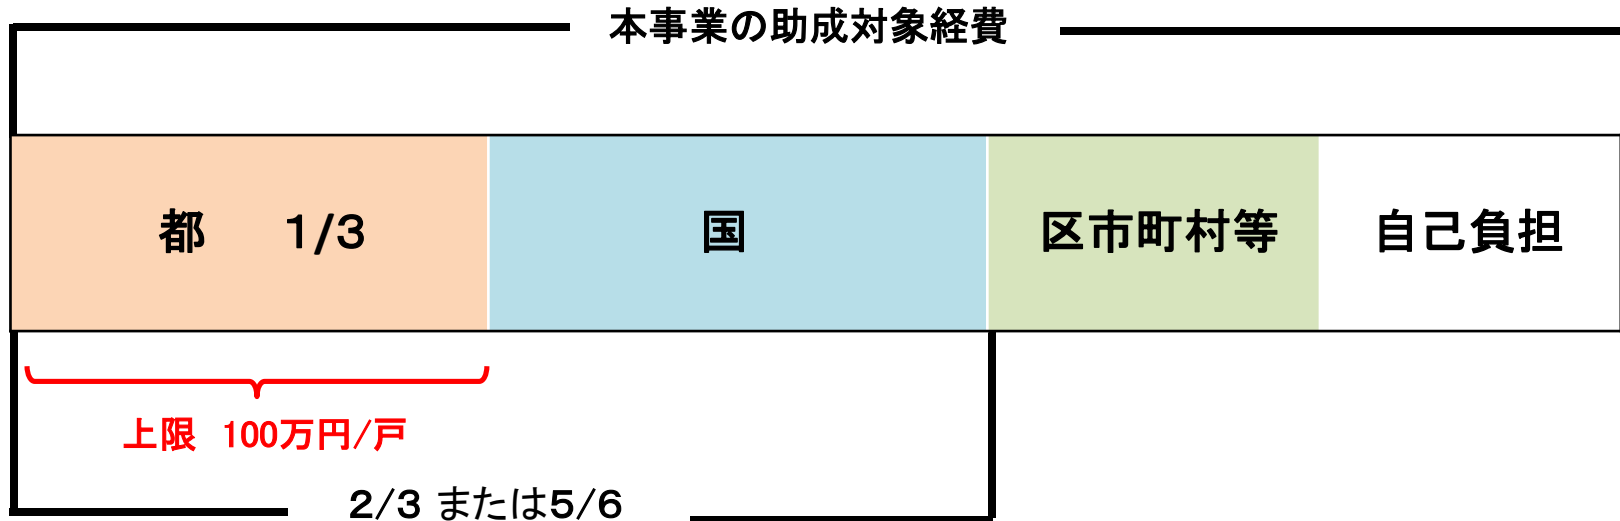 本事業の助成対象経費
都　1/3
国
区市町村等
自己負担
上限　100万円/戸
2/3 または5/6